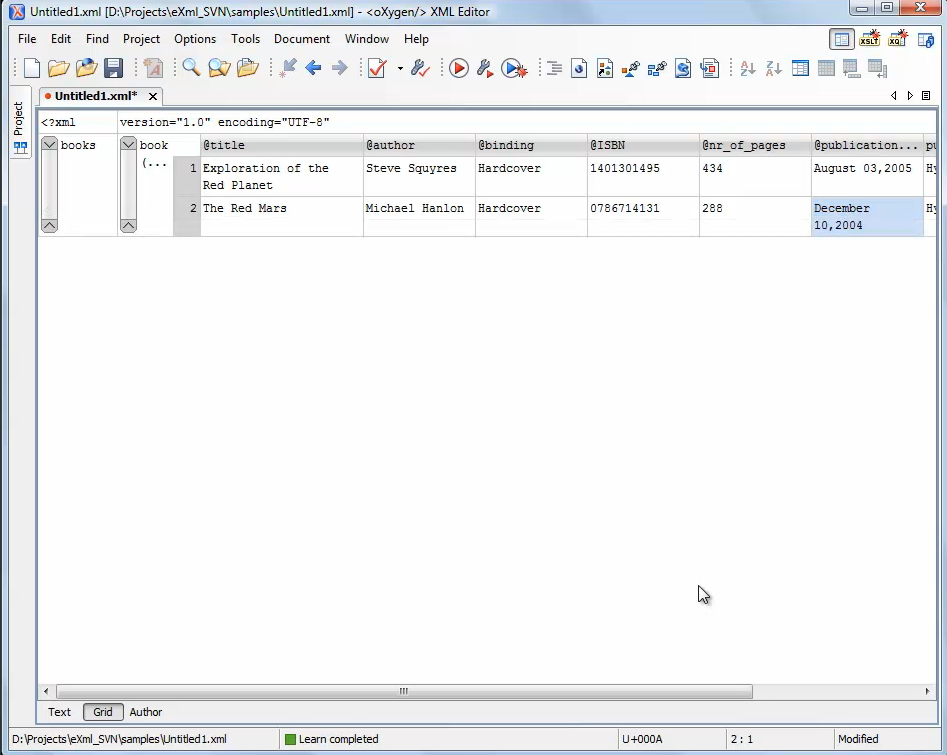 Untitled1.xml [D:\Projects\eXml_SVN\samples\Untitled1.xml] - <oXygen/> XML Editor
File Edit Find Project Options Tools Document Window Help
XSLT XQ
A Z Z A
Project
Untitled1.xml*
<?xml version="1.0" encoding="UTF-8"
books book @title @author @binding @ISBN @nr_of_pages @publication...
(...
1 Exploration of the Steve Squyres Hardcover 1401301495 434 August 03,2005
Red Planet
2 The Red Mars Michael Hanlon Hardcover 0786714131 288 December
10,2004
Text Grid Author
D:\Projects\eXml_SVN\samples\Untitled1.xml Learn completed U+000A 2 : 1 Modified